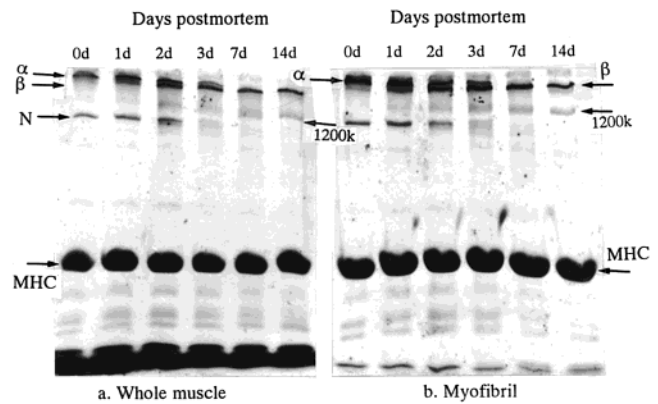 Days postmortem
0d 1d 2d 3d 7d 14d
α
β
N
1200k
MHC
a. Whole muscle
Days postmortem
0d 1d 2d 3d 7d 14d
α
β
1200k
MHC
b. Myofibril